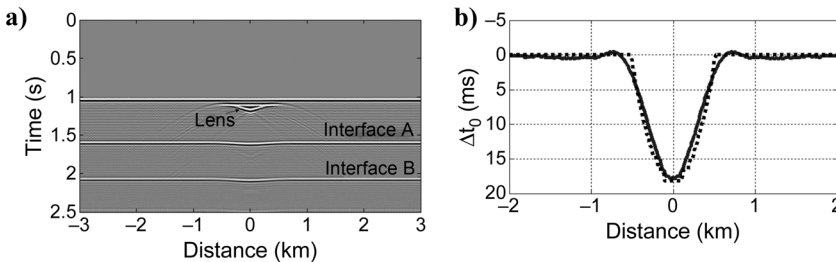 a)
0
0.5
1
1.5
2
2.5
Time (s)
Lens
Interface A
Interface B
−3 −2 −1 0 1 2 3
Distance (km)
b)
−5
0
5
10
15
20
Δt0 (ms)
−2 −1 0 1 2
Distance (km)